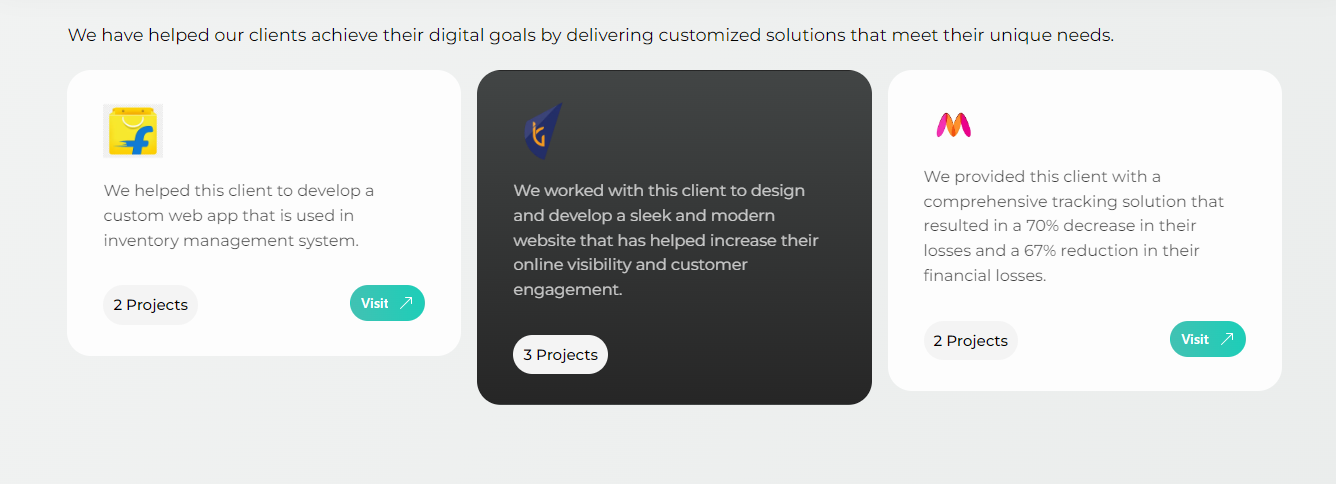 We have helped our clients achieve their digital goals by delivering customized solutions that meet their unique needs.
We helped this client to develop a
custom web app that is used in
inventory management system.
2 Projects
Visit
We worked with this client to design
and develop a sleek and modern
website that has helped increase their
online visibility and customer
engagement.
3 Projects
We provided this client with a
comprehensive tracking solution that
resulted in a 70% decrease in their
losses and a 67% reduction in their
financial losses.
2 Projects
Visit